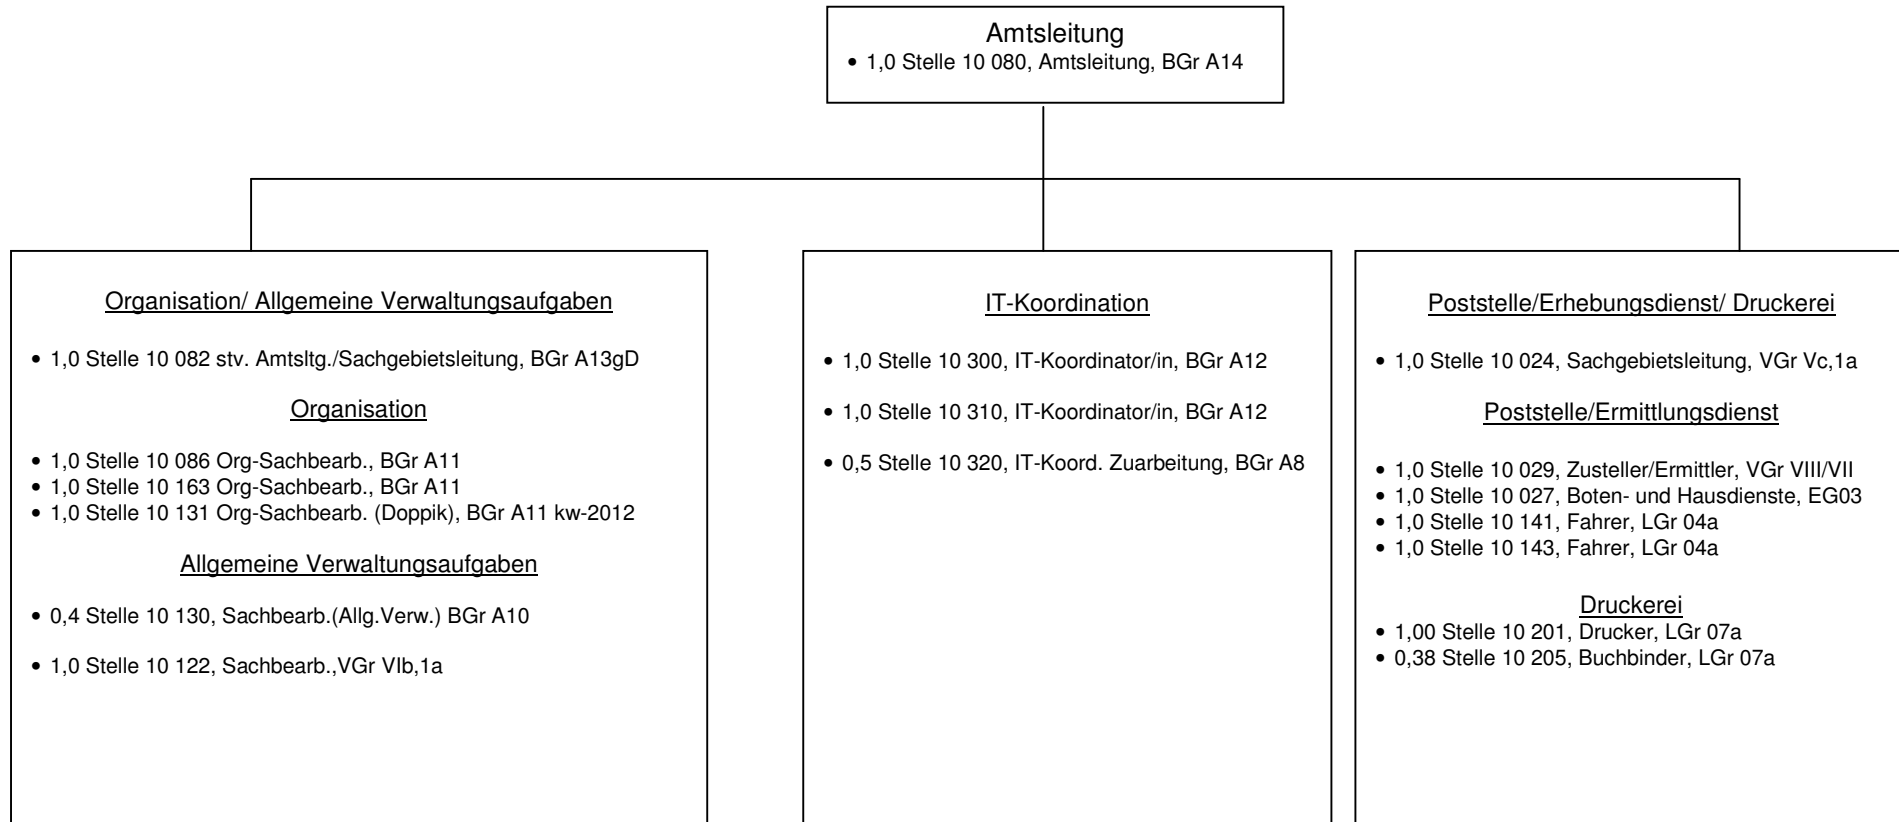 Amtsleitung
• 1,0 Stelle 10 080, Amtsleitung, BGr A14
Organisation/ Allgemeine Verwaltungsaufgaben
• 1,0 Stelle 10 082 stv. Amtsltg./Sachgebietsleitung, BGr A13gD
Organisation
• 1,0 Stelle 10 086 Org-Sachbearb., BGr A11
• 1,0 Stelle 10 163 Org-Sachbearb., BGr A11
• 1,0 Stelle 10 131 Org-Sachbearb. (Doppik), BGr A11 kw-2012
Allgemeine Verwaltungsaufgaben
• 0,4 Stelle 10 130, Sachbearb.(Allg.Verw.) BGr A10
• 1,0 Stelle 10 122, Sachbearb.,VGr VIb,1a
IT-Koordination
• 1,0 Stelle 10 300, IT-Koordinator/in, BGr A12
• 1,0 Stelle 10 310, IT-Koordinator/in, BGr A12
• 0,5 Stelle 10 320, IT-Koord. Zuarbeitung, BGr A8
Poststelle/Erhebungsdienst/ Druckerei
• 1,0 Stelle 10 024, Sachgebietsleitung, VGr Vc,1a
Poststelle/Ermittlungsdienst
• 1,0 Stelle 10 029, Zusteller/Ermittler, VGr VIII/VII
• 1,0 Stelle 10 027, Boten- und Hausdienste, EG03
• 1,0 Stelle 10 141, Fahrer, LGr 04a
• 1,0 Stelle 10 143, Fahrer, LGr 04a
Druckerei
• 1,00 Stelle 10 201, Drucker, LGr 07a
• 0,38 Stelle 10 205, Buchbinder, LGr 07a